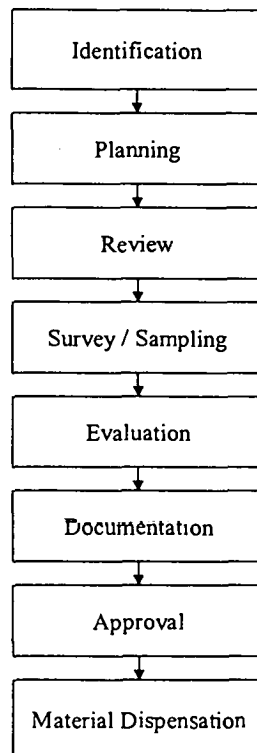 Identification
Planning
Review
Survey / Sampling
Evaluation
Documentation
Approval
Material Dispensation